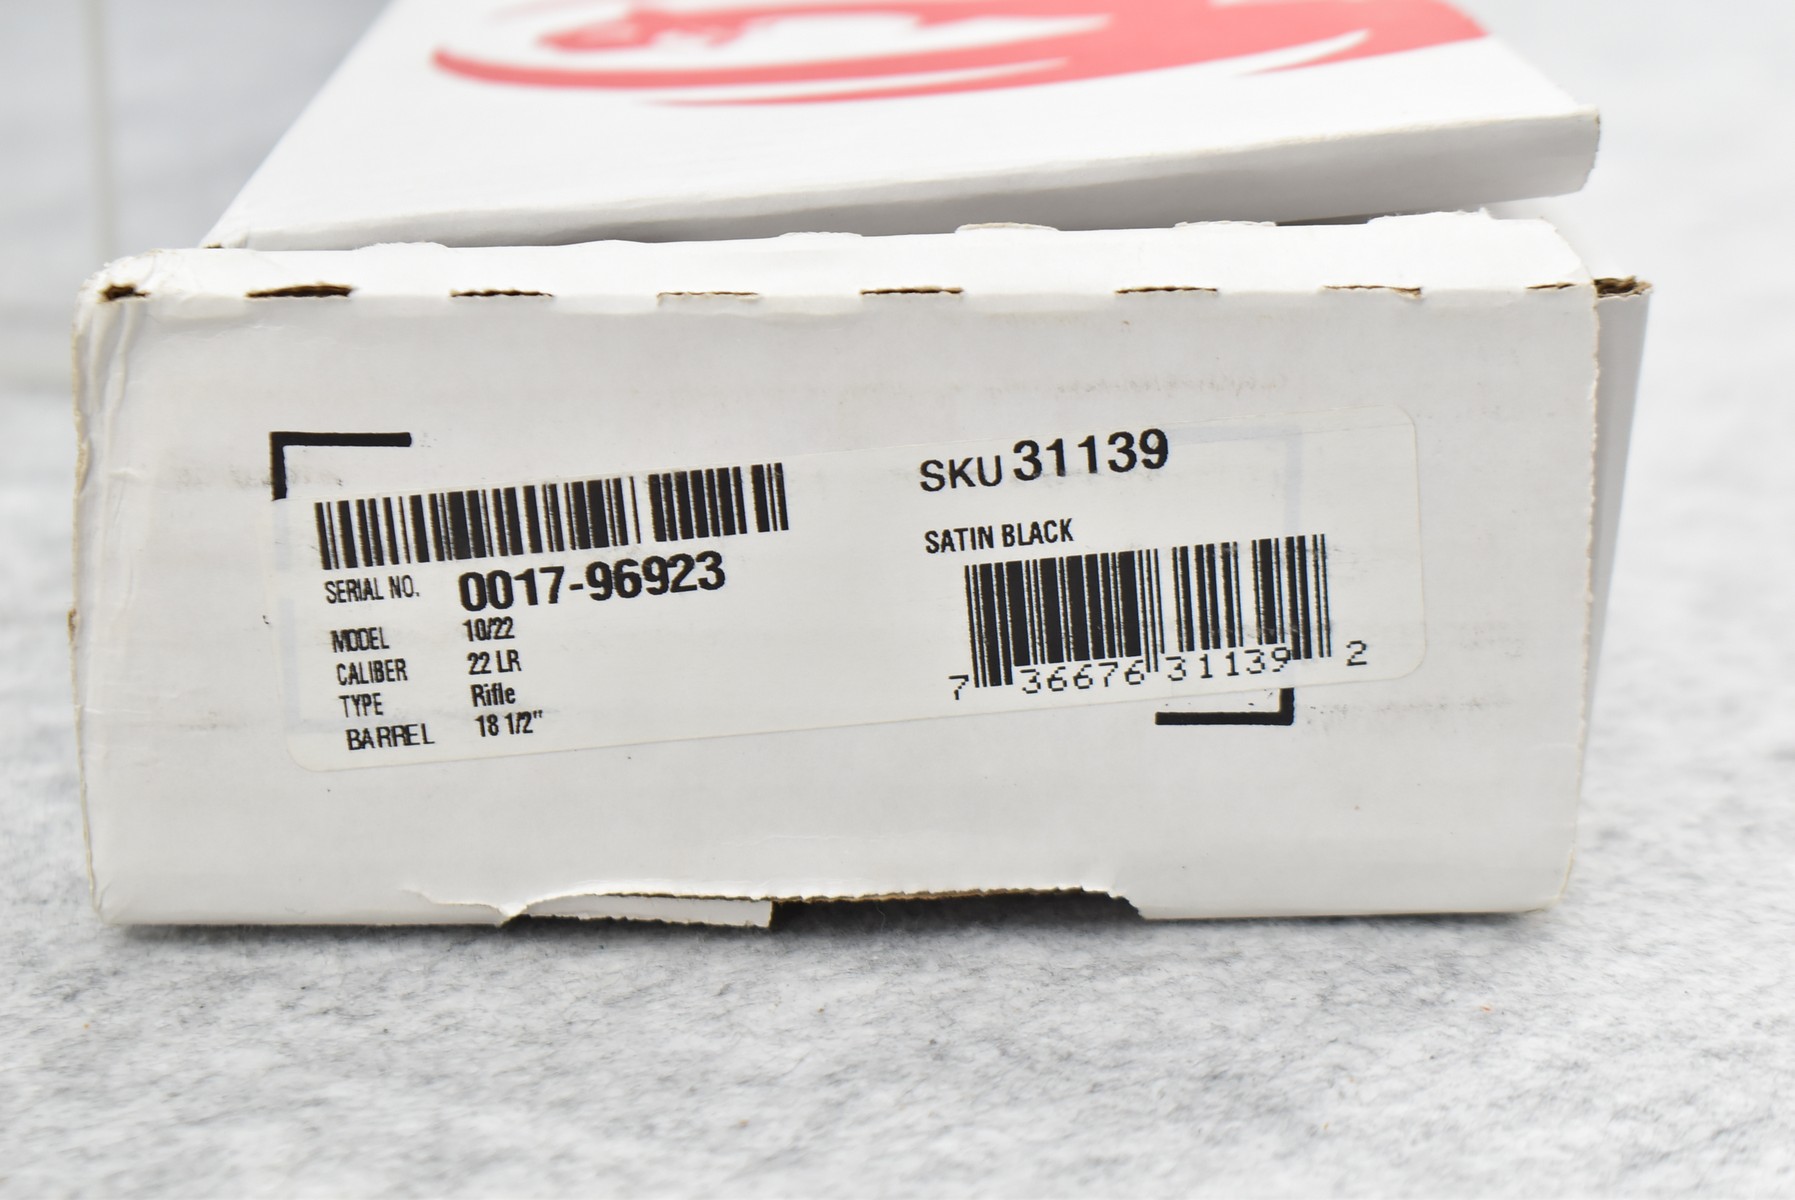 SERIAL NO. 0017-96923
MODEL 10/22
CALIBER 22 LR
TYPE Rifle
BARREL 18 1/2"
SKU 31139
SATIN BLACK
7 36676 31139 2